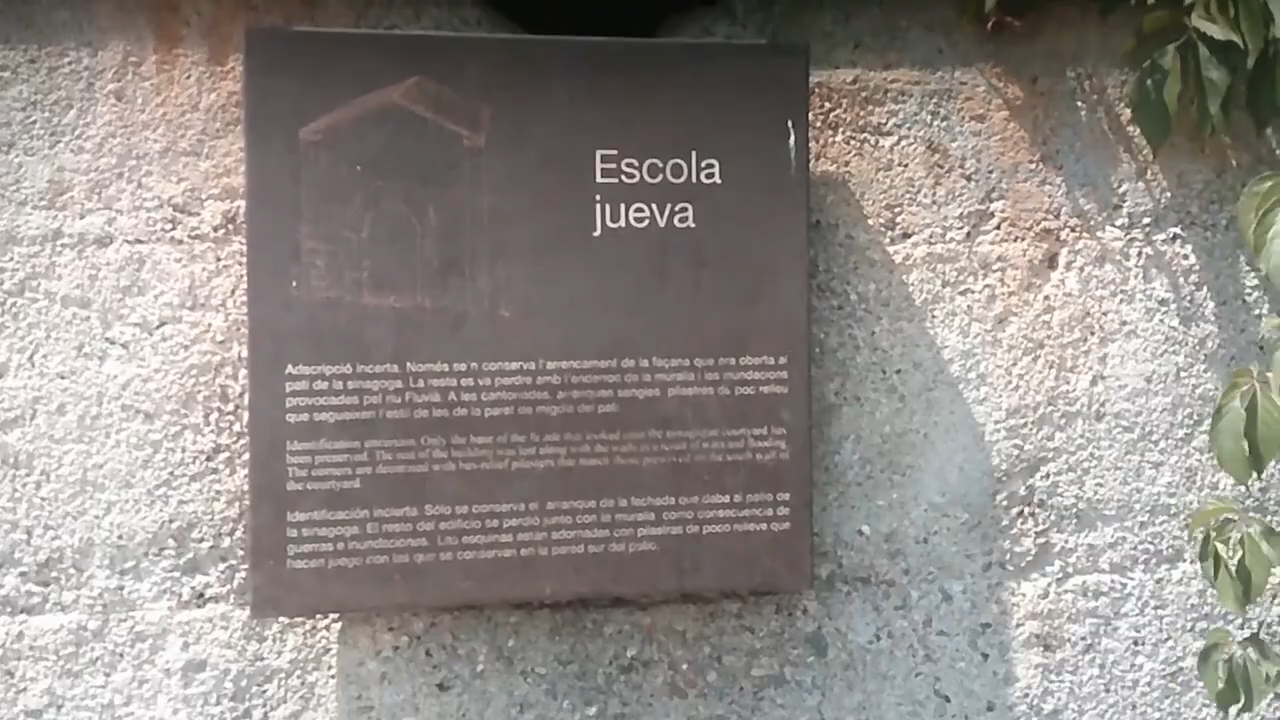 Escola
jueva
Adscripció incerta. Només se'n conserva l'arrencament de la façana que era oberta al
pati de la sinagoga. La resta es va perdre amb l'enderroc de la muralla i les inundacions
provocades pel riu Fluvià. A les cantonades, arrenquen sengles pilastres de poc relleu
que segueixen l'estil de les de la paret de migdia del pati.
Identification uncertain. Only the base of the that looked onto the synagogue courtyard has
been preserved. The rest of the building was lost along with the walls as a result of wars and flooding.
The corners are decorated with bas-relief pilasters that match those preserved on the south wall of
the courtyard.
Identificación incierta. Sólo se conserva el arranque de la fachada que daba al patio de
la sinagoga. El resto del edificio se perdió junto con la muralla como consecuencia de
guerras e inundaciones. Las esquinas están adornadas con pilastras de poco relieve que
hacen juego con las que se conservan en la pared sur del patio.